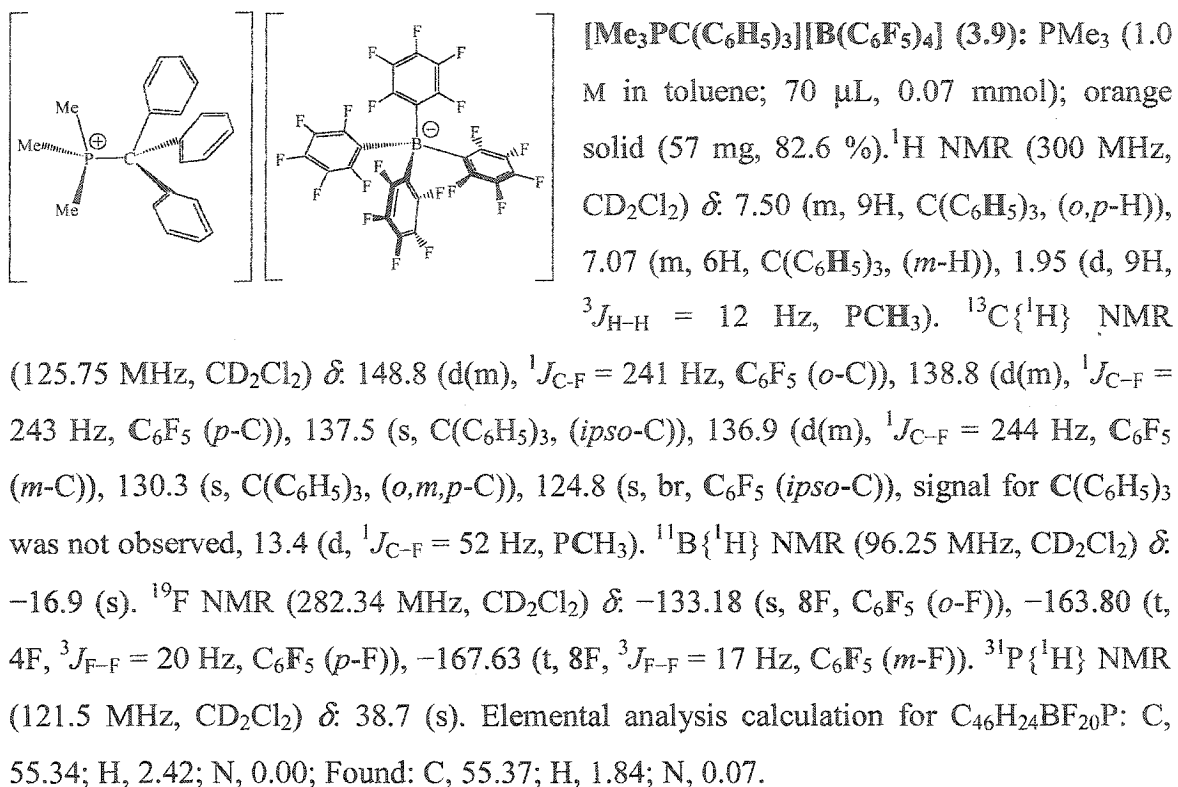 [Me₃PC(C₆H₅)₃][B(C₆F₅)₄] (3.9): PMe₃ (1.0
M in toluene; 70 μL, 0.07 mmol); orange
solid (57 mg, 82.6 %).¹H NMR (300 MHz,
CD₂Cl₂) δ: 7.50 (m, 9H, C(C₆H₅)₃, (o,p-H)),
7.07 (m, 6H, C(C₆H₅)₃, (m-H)), 1.95 (d, 9H,
³J_H–H = 12 Hz, PCH₃). ¹³C{¹H} NMR
(125.75 MHz, CD₂Cl₂) δ: 148.8 (d(m), ¹J_C-F = 241 Hz, C₆F₅ (o-C)), 138.8 (d(m), ¹J_C–F =
243 Hz, C₆F₅ (p-C)), 137.5 (s, C(C₆H₅)₃, (ipso-C)), 136.9 (d(m), ¹J_C–F = 244 Hz, C₆F₅
(m-C)), 130.3 (s, C(C₆H₅)₃, (o,m,p-C)), 124.8 (s, br, C₆F₅ (ipso-C)), signal for C(C₆H₅)₃
was not observed, 13.4 (d, ¹J_C–F = 52 Hz, PCH₃). ¹¹B{¹H} NMR (96.25 MHz, CD₂Cl₂) δ:
−16.9 (s). ¹⁹F NMR (282.34 MHz, CD₂Cl₂) δ: −133.18 (s, 8F, C₆F₅ (o-F)), −163.80 (t,
4F, ³J_F–F = 20 Hz, C₆F₅ (p-F)), −167.63 (t, 8F, ³J_F–F = 17 Hz, C₆F₅ (m-F)). ³¹P{¹H} NMR
(121.5 MHz, CD₂Cl₂) δ: 38.7 (s). Elemental analysis calculation for C₄₆H₂₄BF₂₀P: C,
55.34; H, 2.42; N, 0.00; Found: C, 55.37; H, 1.84; N, 0.07.
Me
Me P ⊕ C
Me
F F F
F F
F F F F F
B ⊖
F F F F F
F F F F F